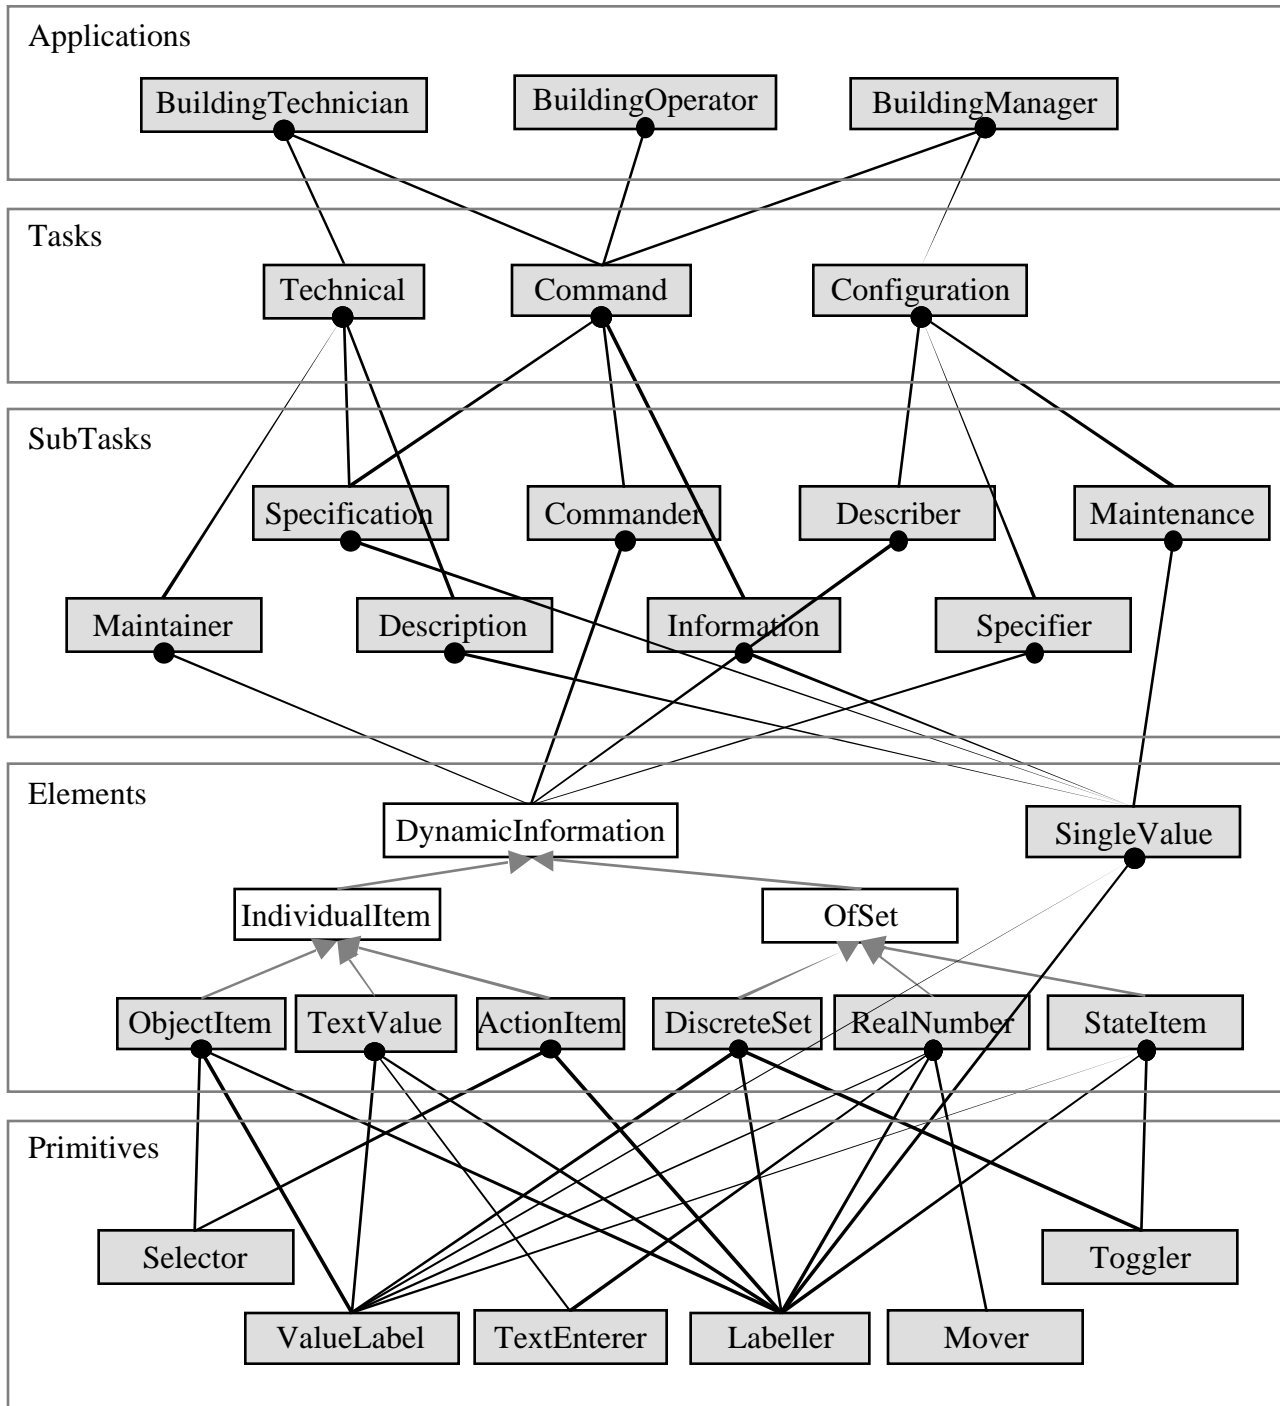 Applications
BuildingTechnician
BuildingOperator
BuildingManager
Tasks
Technical
Command
Configuration
SubTasks
Specification
Commander
Describer
Maintenance
Maintainer
Description
Information
Specifier
Elements
DynamicInformation
SingleValue
IndividualItem
OfSet
ObjectItem
TextValue
ActionItem
DiscreteSet
RealNumber
StateItem
Primitives
Selector
Toggler
ValueLabel
TextEnterer
Labeller
Mover